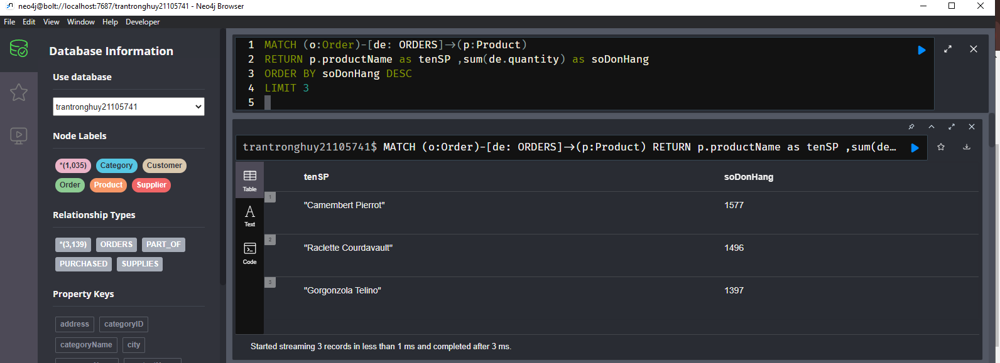 neo4j@bolt://localhost:7687/trantronghuy21105741 - Neo4j Browser
File Edit View Window Help Developer
Database Information
Use database
trantronghuy21105741
Node Labels
*(1,035) Category Customer
Order Product Supplier
Relationship Types
*(3,139) ORDERS PART_OF
PURCHASED SUPPLIES
Property Keys
address categoryID
categoryName city
1 MATCH (o:Order)-[de: ORDERS]->(p:Product)
2 RETURN p.productName as tenSP ,sum(de.quantity) as soDonHang
3 ORDER BY soDonHang DESC
4 LIMIT 3
5
trantronghuy21105741$ MATCH (o:Order)-[de: ORDERS]->(p:Product) RETURN p.productName as tenSP ,sum(de…
Table
Text
Code
tenSP soDonHang
1 "Camembert Pierrot" 1577
2 "Raclette Courdavault" 1496
3 "Gorgonzola Telino" 1397
Started streaming 3 records in less than 1 ms and completed after 3 ms.